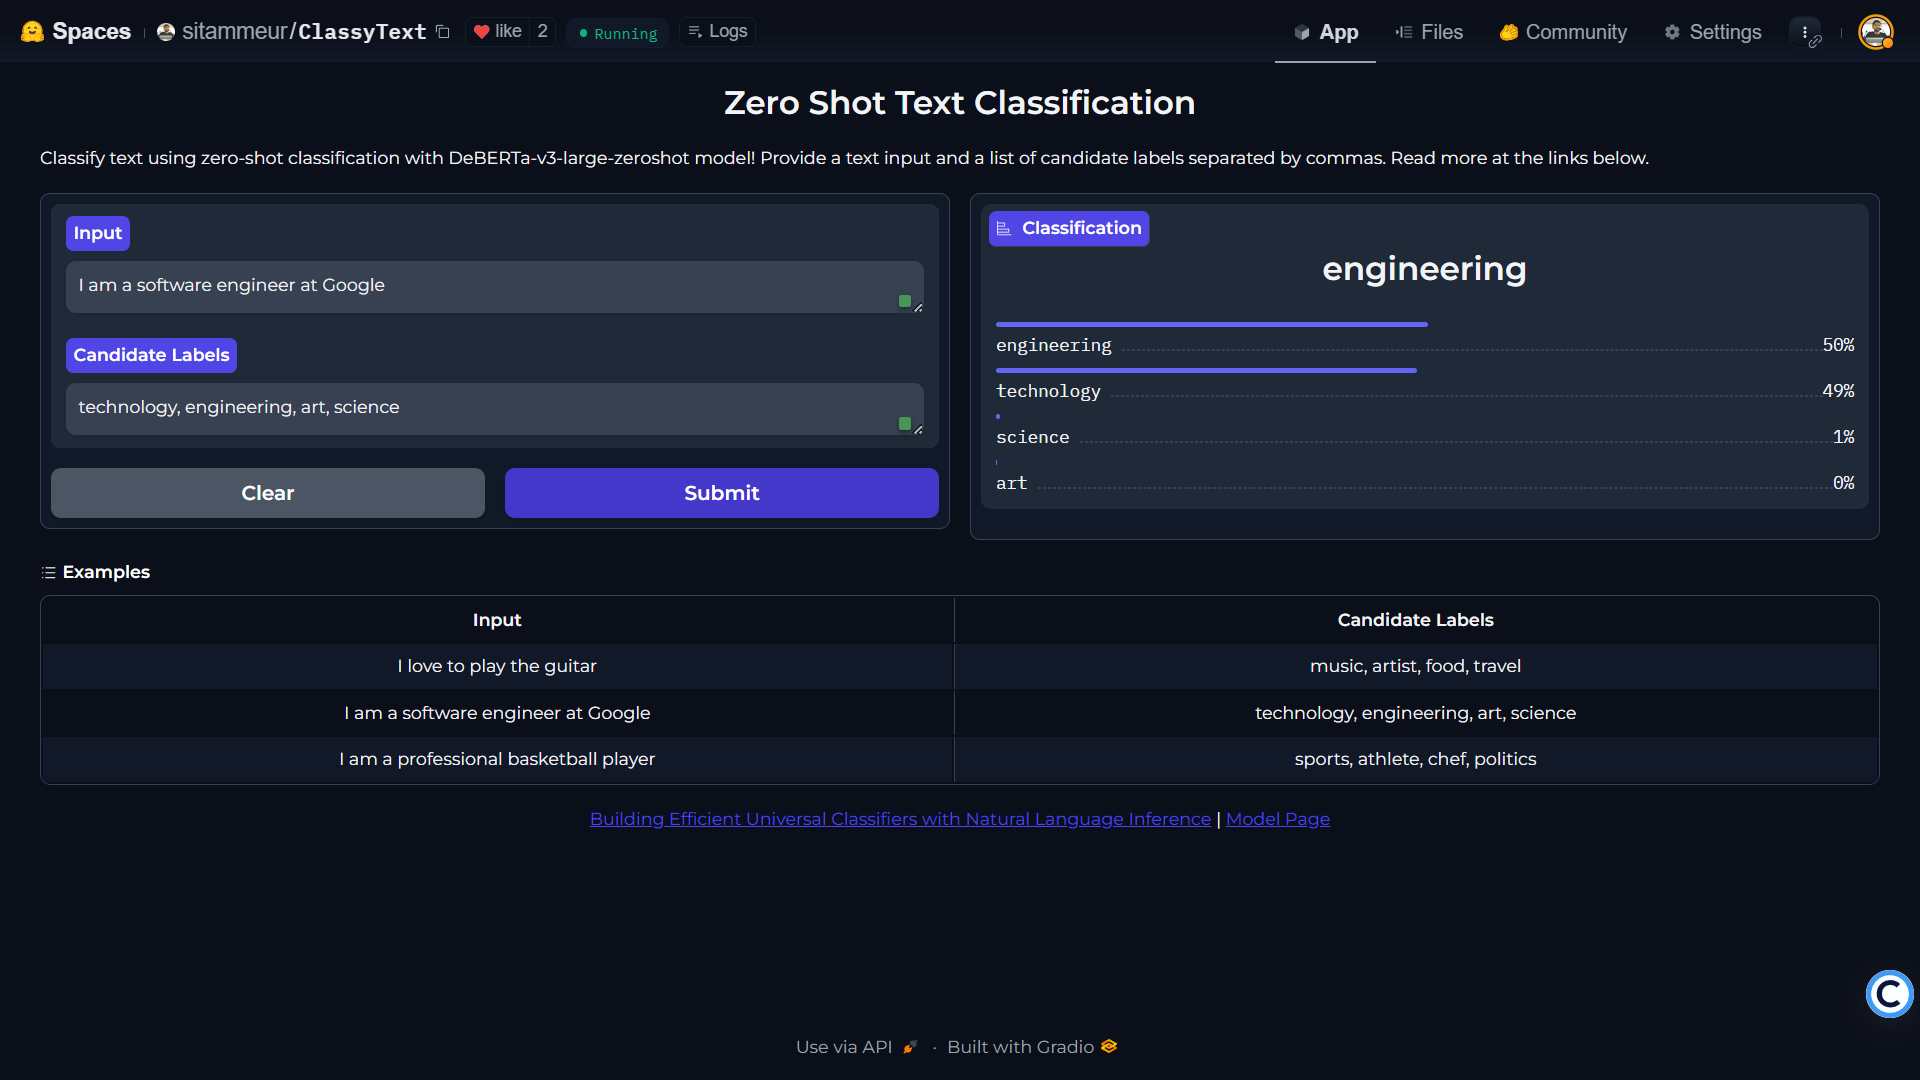 Spaces sitammeur/ClassyText like 2 Running Logs App Files Community Settings
Zero Shot Text Classification
Classify text using zero-shot classification with DeBERTa-v3-large-zeroshot model! Provide a text input and a list of candidate labels separated by commas. Read more at the links below.
Input
I am a software engineer at Google
Candidate Labels
technology, engineering, art, science
Clear Submit
Classification
engineering
engineering 50%
technology 49%
science 1%
art 0%
Examples
Input Candidate Labels
I love to play the guitar music, artist, food, travel
I am a software engineer at Google technology, engineering, art, science
I am a professional basketball player sports, athlete, chef, politics
Building Efficient Universal Classifiers with Natural Language Inference | Model Page
C
Use via API · Built with Gradio